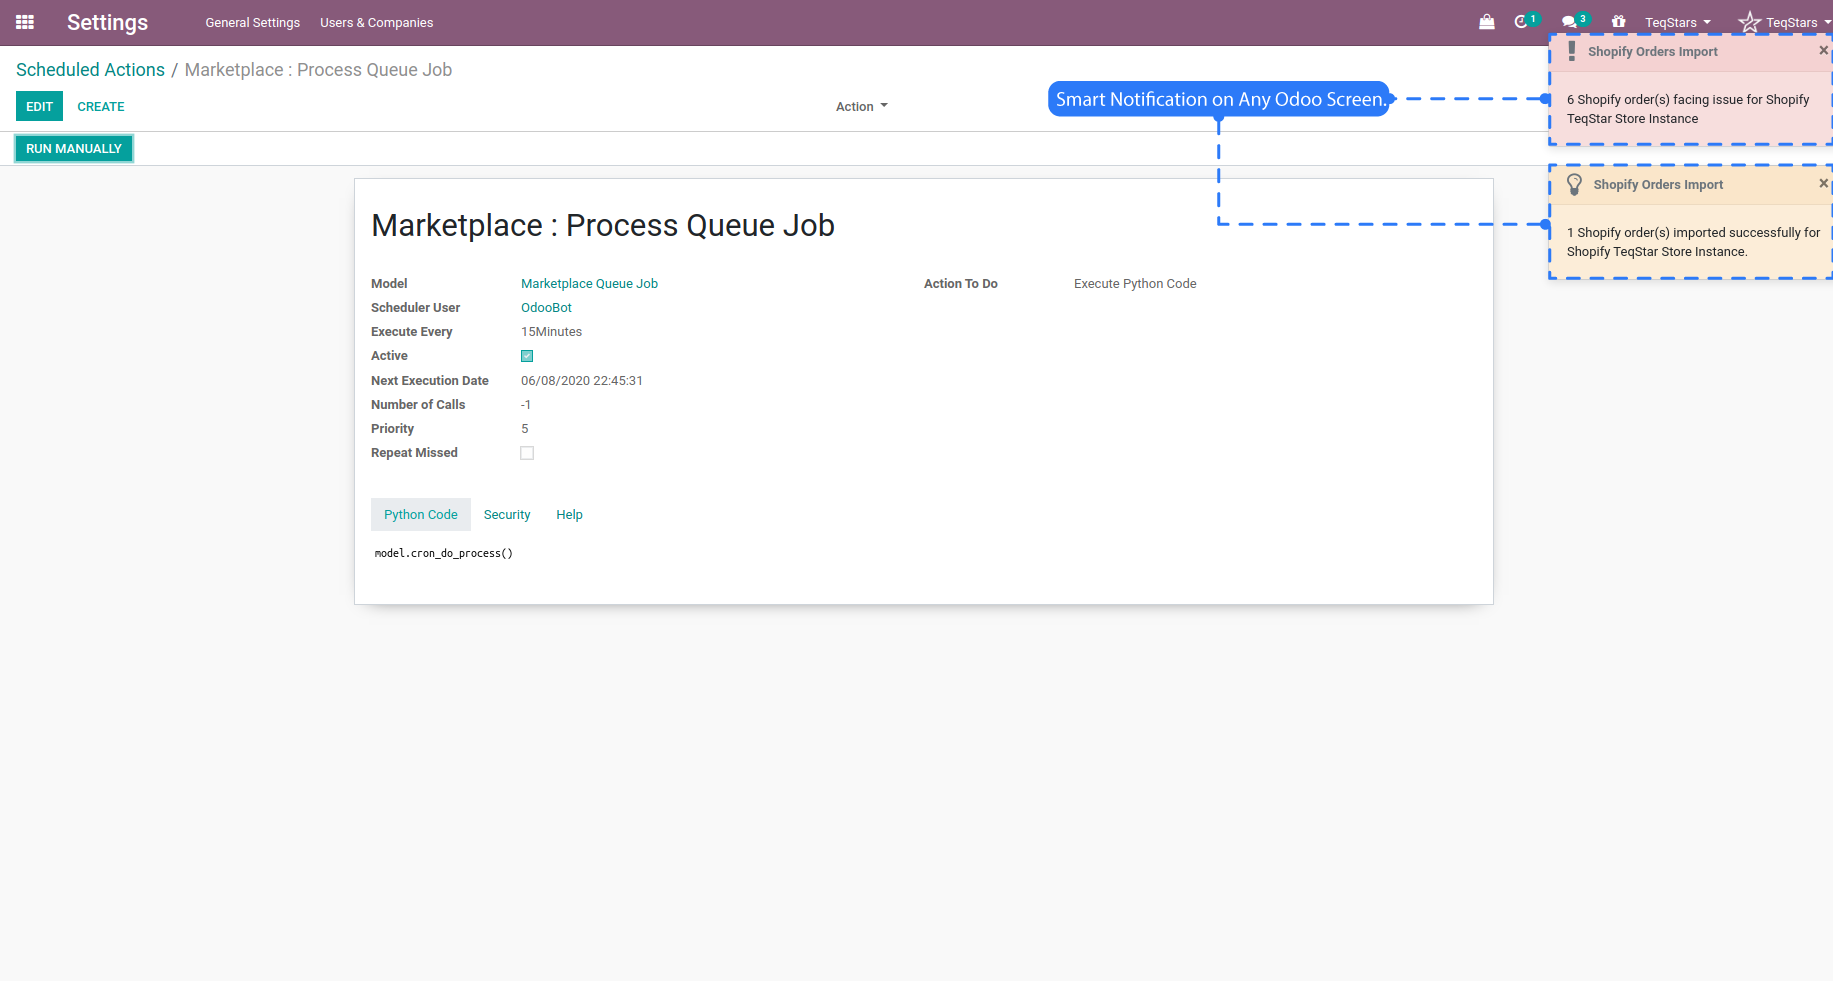 Settings
General Settings
Users & Companies
1
3
TeqStars
TeqStars
Scheduled Actions / Marketplace : Process Queue Job
EDIT
CREATE
Action
RUN MANUALLY
Smart Notification on Any Odoo Screen.
Shopify Orders Import
×
6 Shopify order(s) facing issue for Shopify
TeqStar Store Instance
Shopify Orders Import
×
1 Shopify order(s) imported successfully for
Shopify TeqStar Store Instance.
Marketplace : Process Queue Job
Model Marketplace Queue Job
Action To Do Execute Python Code
Scheduler User OdooBot
Execute Every 15Minutes
Active
Next Execution Date 06/08/2020 22:45:31
Number of Calls -1
Priority 5
Repeat Missed
Python Code
Security
Help
model.cron_do_process()